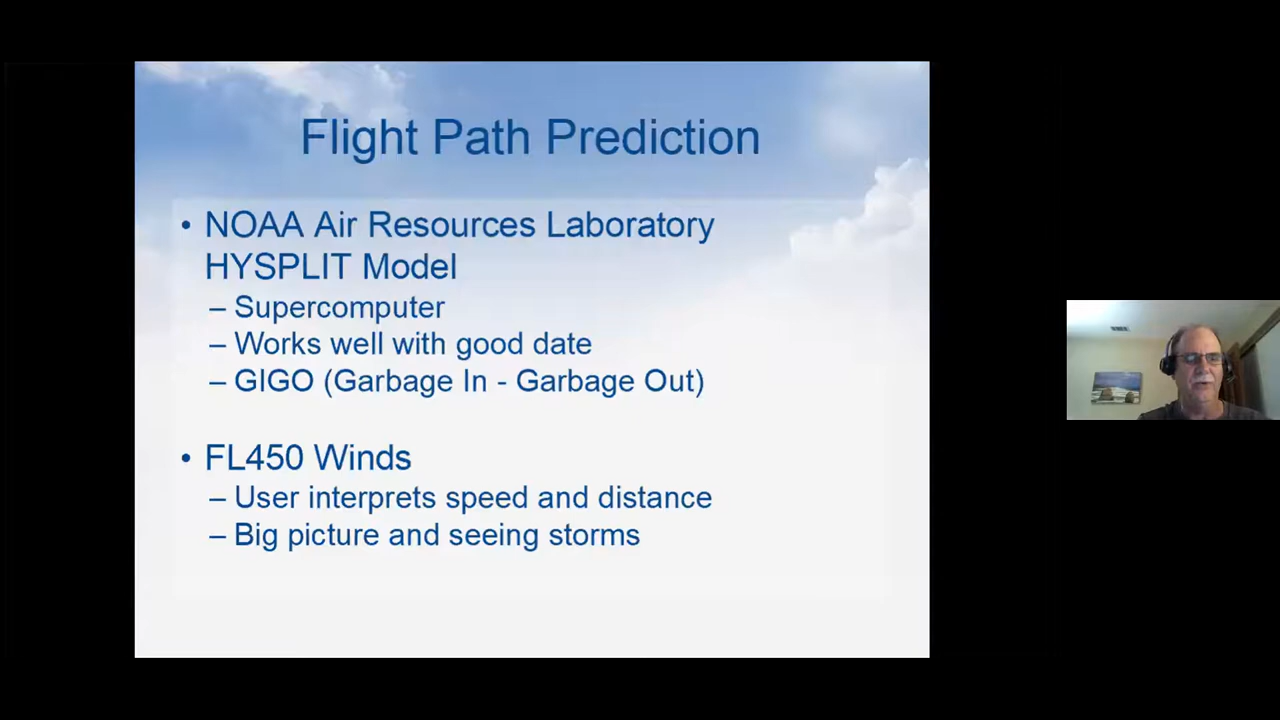 Flight Path Prediction
• NOAA Air Resources Laboratory
HYSPLIT Model
– Supercomputer
– Works well with good date
– GIGO (Garbage In - Garbage Out)
• FL450 Winds
– User interprets speed and distance
– Big picture and seeing storms